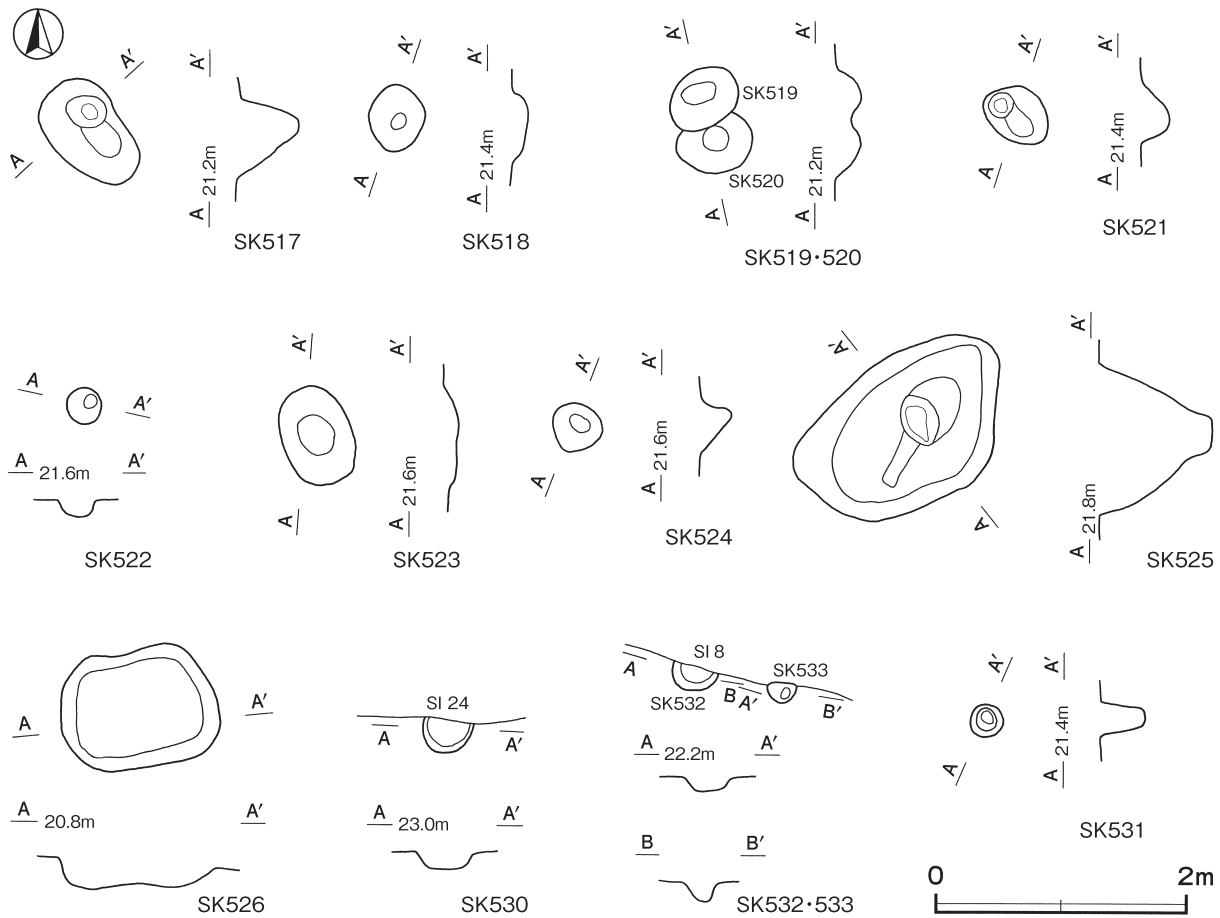 A′
A
A′
21.2m
A
SK517
A′
A
A′
21.4m
A
SK518
A′
SK519
SK520
A
A′
21.2m
A
SK519・520
A′
A
A′
21.4m
A
SK521
A
A′
A 21.6m A′
SK522
A′
A
A′
21.6m
A
SK523
A′
A
A′
21.6m
A
SK524
A′
A
A′
21.8m
A
SK525
A
A′
A 20.8m A′
SK526
SI 24
A A′
A 23.0m A′
SK530
SI 8
A
SK533
SK532
B A′
B′
A 22.2m A′
B B′
SK532・533
A′
A
A′
21.4m
A
SK531
0 2m